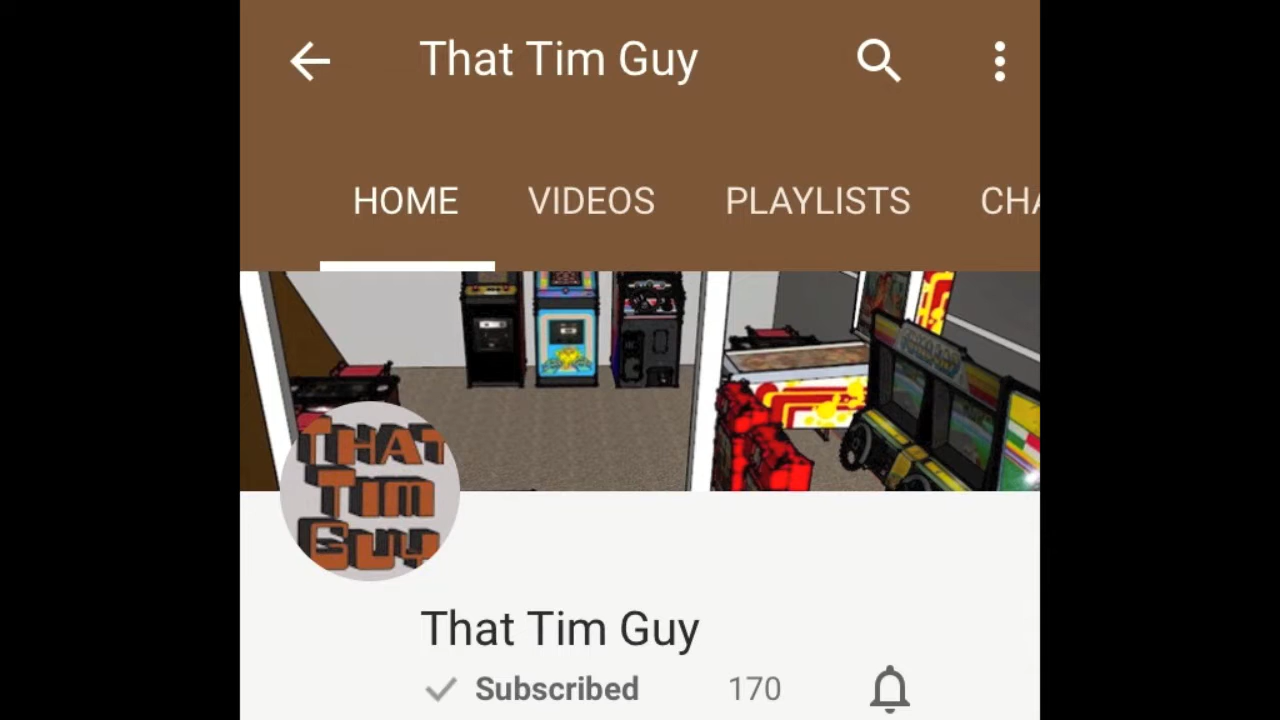 That Tim Guy
HOME VIDEOS PLAYLISTS CHA
THAT
TIM
GUY
That Tim Guy
Subscribed 170